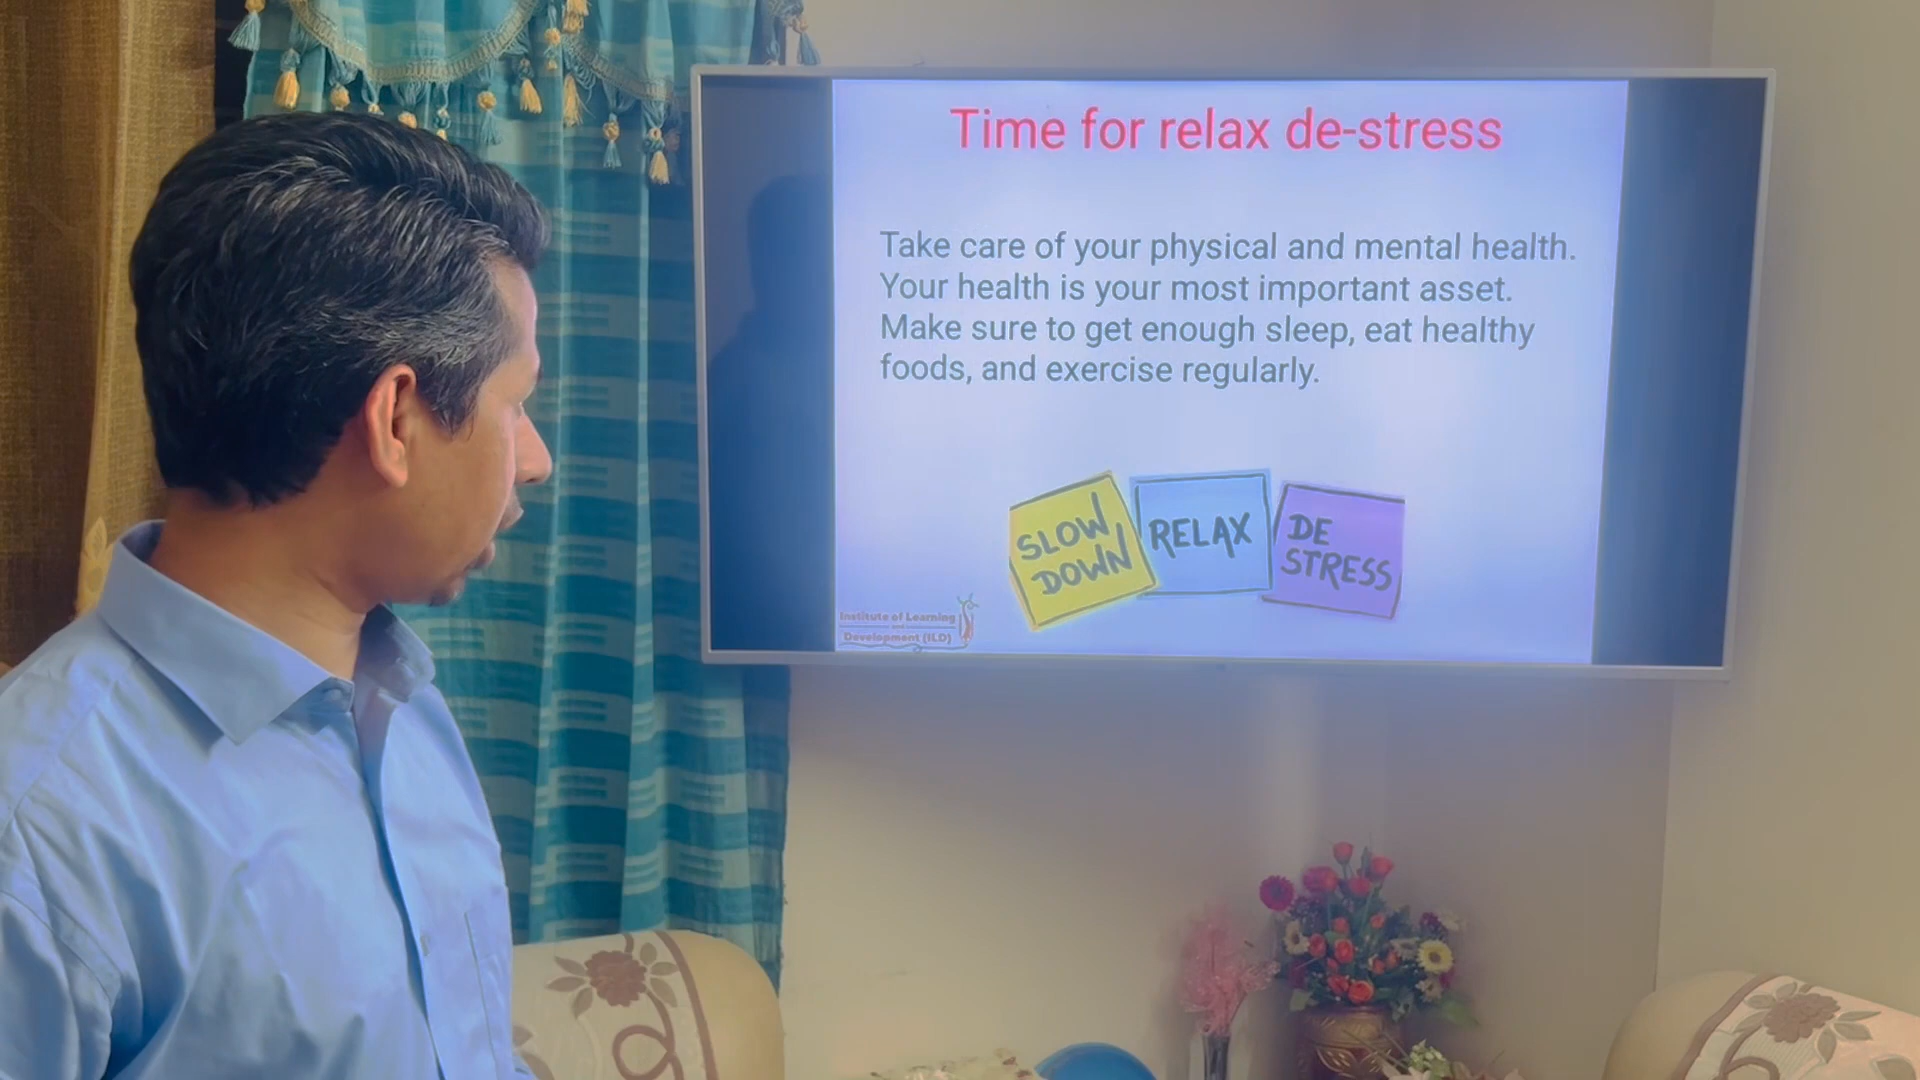 Time for relax de-stress
Take care of your physical and mental health.
Your health is your most important asset.
Make sure to get enough sleep, eat healthy
foods, and exercise regularly.
SLOW
DOWN
RELAX
DE
STRESS
Institute of Learning
and
Development (ILD)